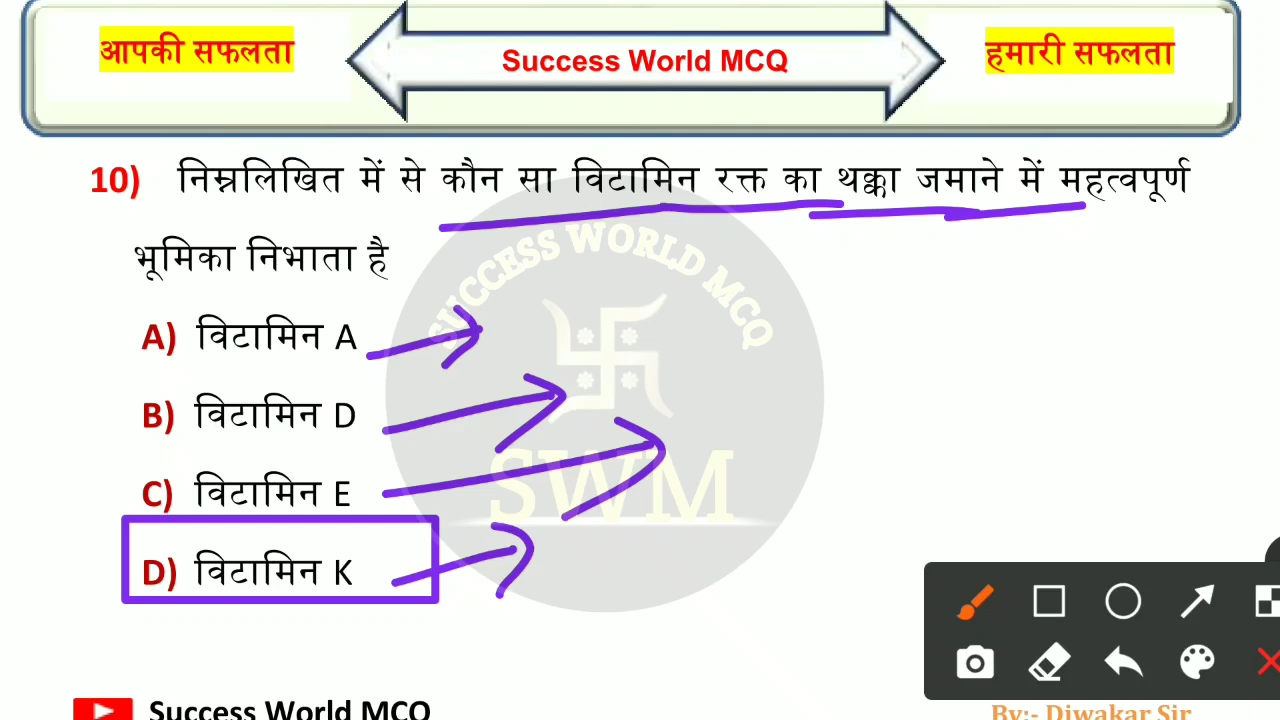 आपकी सफलता
Success World MCQ
हमारी सफलता
10) निम्नलिखित में से कौन सा विटामिन रक्त का थक्का जमाने में महत्वपूर्ण
भूमिका निभाता है
SUCCESS WORLD MCQ
A) विटामिन A
B) विटामिन D
C) विटामिन E
SWM
D) विटामिन K
Success World MCQ
By:- Diwakar Sir